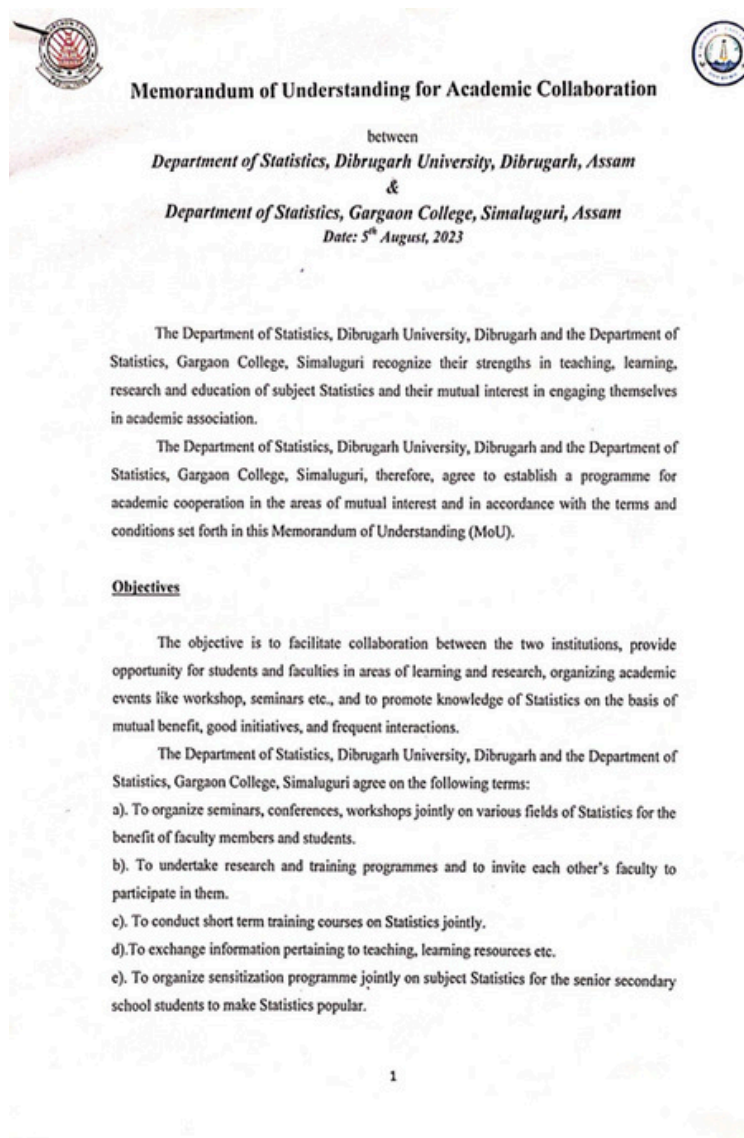 Memorandum of Understanding for Academic Collaboration
between
Department of Statistics, Dibrugarh University, Dibrugarh, Assam
&
Department of Statistics, Gargaon College, Simaluguri, Assam
Date: 5th August, 2023
The Department of Statistics, Dibrugarh University, Dibrugarh and the Department of
Statistics, Gargaon College, Simaluguri recognize their strengths in teaching, learning,
research and education of subject Statistics and their mutual interest in engaging themselves
in academic association.
The Department of Statistics, Dibrugarh University, Dibrugarh and the Department of
Statistics, Gargaon College, Simaluguri, therefore, agree to establish a programme for
academic cooperation in the areas of mutual interest and in accordance with the terms and
conditions set forth in this Memorandum of Understanding (MoU).
Objectives
The objective is to facilitate collaboration between the two institutions, provide
opportunity for students and faculties in areas of learning and research, organizing academic
events like workshop, seminars etc., and to promote knowledge of Statistics on the basis of
mutual benefit, good initiatives, and frequent interactions.
The Department of Statistics, Dibrugarh University, Dibrugarh and the Department of
Statistics, Gargaon College, Simaluguri agree on the following terms:
a). To organize seminars, conferences, workshops jointly on various fields of Statistics for the
benefit of faculty members and students.
b). To undertake research and training programmes and to invite each other's faculty to
participate in them.
c). To conduct short term training courses on Statistics jointly.
d).To exchange information pertaining to teaching, learning resources etc.
e). To organize sensitization programme jointly on subject Statistics for the senior secondary
school students to make Statistics popular.
1